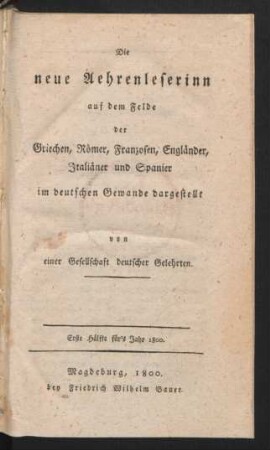 Die
neue Aehrenleserinn
auf dem Felde
der
Griechen, Römer, Franzosen, Engländer,
Italiäner und Spanier
im deutschen Gewande dargestellt
von
einer Gesellschaft deutscher Gelehrten.
Erste Hälfte für's Jahr 1800.
Magdeburg, 1800.
bey Friedrich Wilhelm Bauer.